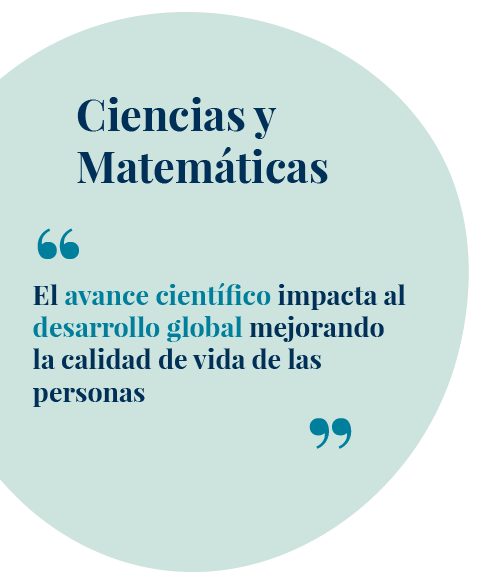 Ciencias y
Matemáticas
“
El avance científico impacta al
desarrollo global mejorando
la calidad de vida de las
personas
”